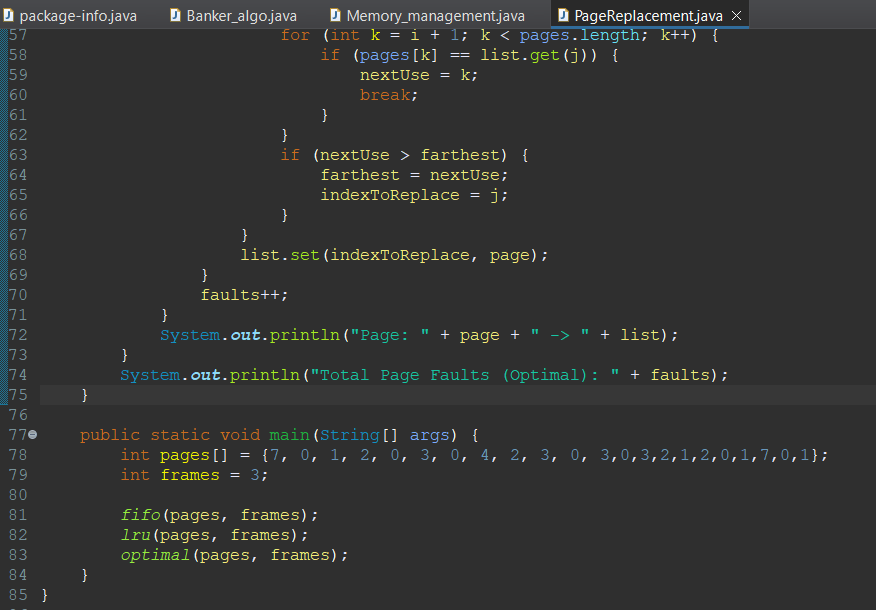 package-info.java Banker_algo.java Memory_management.java PageReplacement.java
57 for (int k = i + 1; k < pages.length; k++) {
58 if (pages[k] == list.get(j)) {
59 nextUse = k;
60 break;
61 }
62 }
63 if (nextUse > farthest) {
64 farthest = nextUse;
65 indexToReplace = j;
66 }
67 }
68 list.set(indexToReplace, page);
69 }
70 faults++;
71 }
72 System.out.println("Page: " + page + " -> " + list);
73 }
74 System.out.println("Total Page Faults (Optimal): " + faults);
75 }
76
77 public static void main(String[] args) {
78 int pages[] = {7, 0, 1, 2, 0, 3, 0, 4, 2, 3, 0, 3,0,3,2,1,2,0,1,7,0,1};
79 int frames = 3;
80
81 fifo(pages, frames);
82 lru(pages, frames);
83 optimal(pages, frames);
84 }
85 }